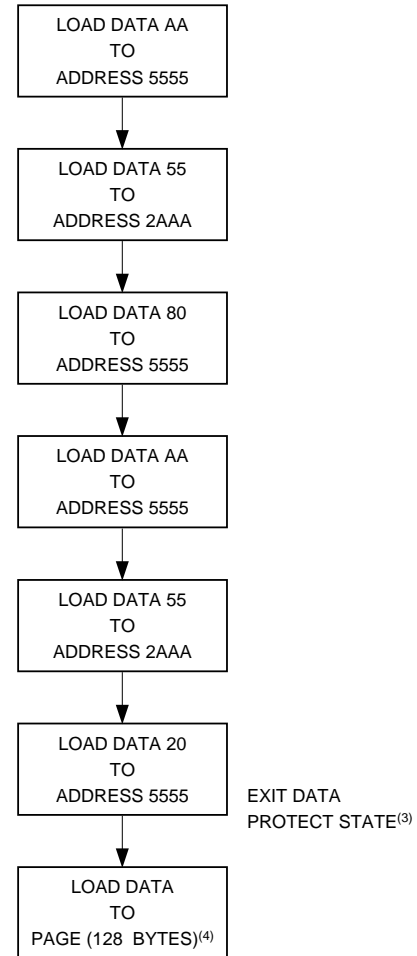 LOAD DATA AA
TO
ADDRESS 5555
LOAD DATA 55
TO
ADDRESS 2AAA
LOAD DATA 80
TO
ADDRESS 5555
LOAD DATA AA
TO
ADDRESS 5555
LOAD DATA 55
TO
ADDRESS 2AAA
LOAD DATA 20
TO
ADDRESS 5555
EXIT DATA
PROTECT STATE(3)
LOAD DATA
TO
PAGE (128 BYTES)(4)